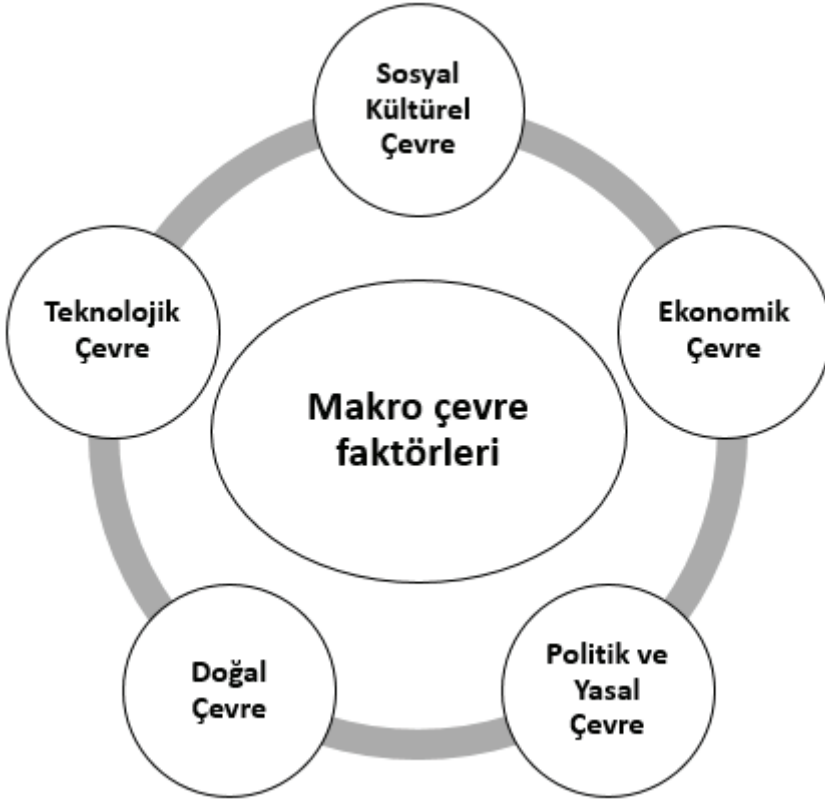 Sosyal
Kültürel
Çevre
Teknolojik
Çevre
Ekonomik
Çevre
Makro çevre
faktörleri
Doğal
Çevre
Politik ve
Yasal
Çevre